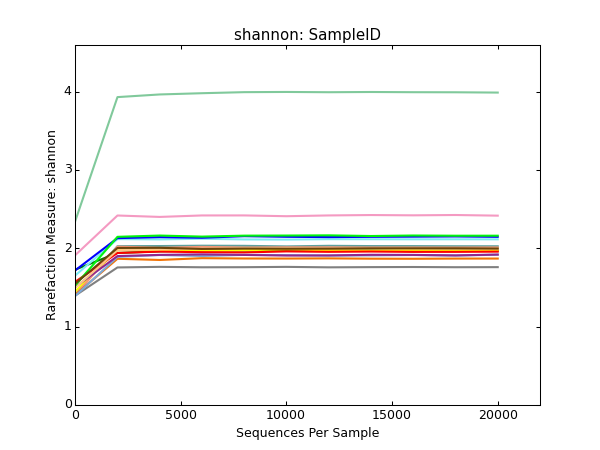 shannon: SampleID
Rarefaction Measure: shannon
4
3
2
1
0
0 5000 10000 15000 20000
Sequences Per Sample